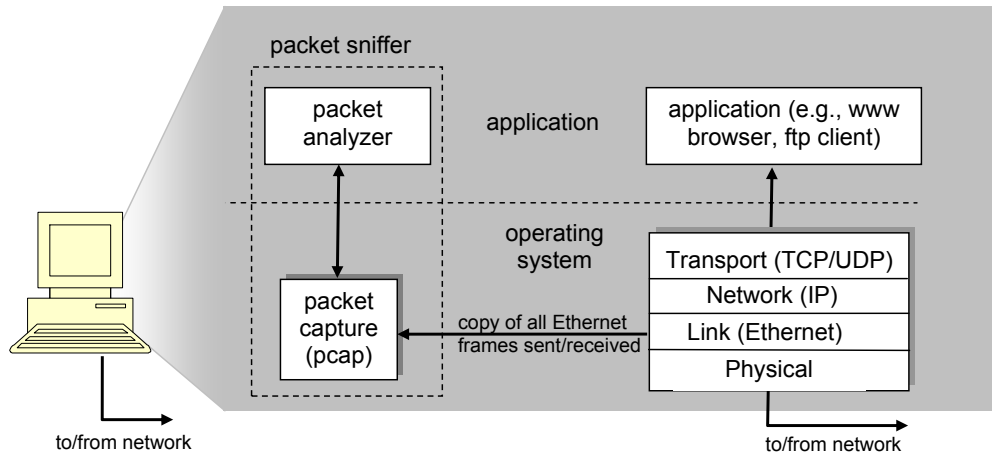 packet sniffer
packet
analyzer
application
application (e.g., www
browser, ftp client)
operating
system
packet
capture
(pcap)
copy of all Ethernet
frames sent/received
Transport (TCP/UDP)
Network (IP)
Link (Ethernet)
Physical
to/from network
to/from network